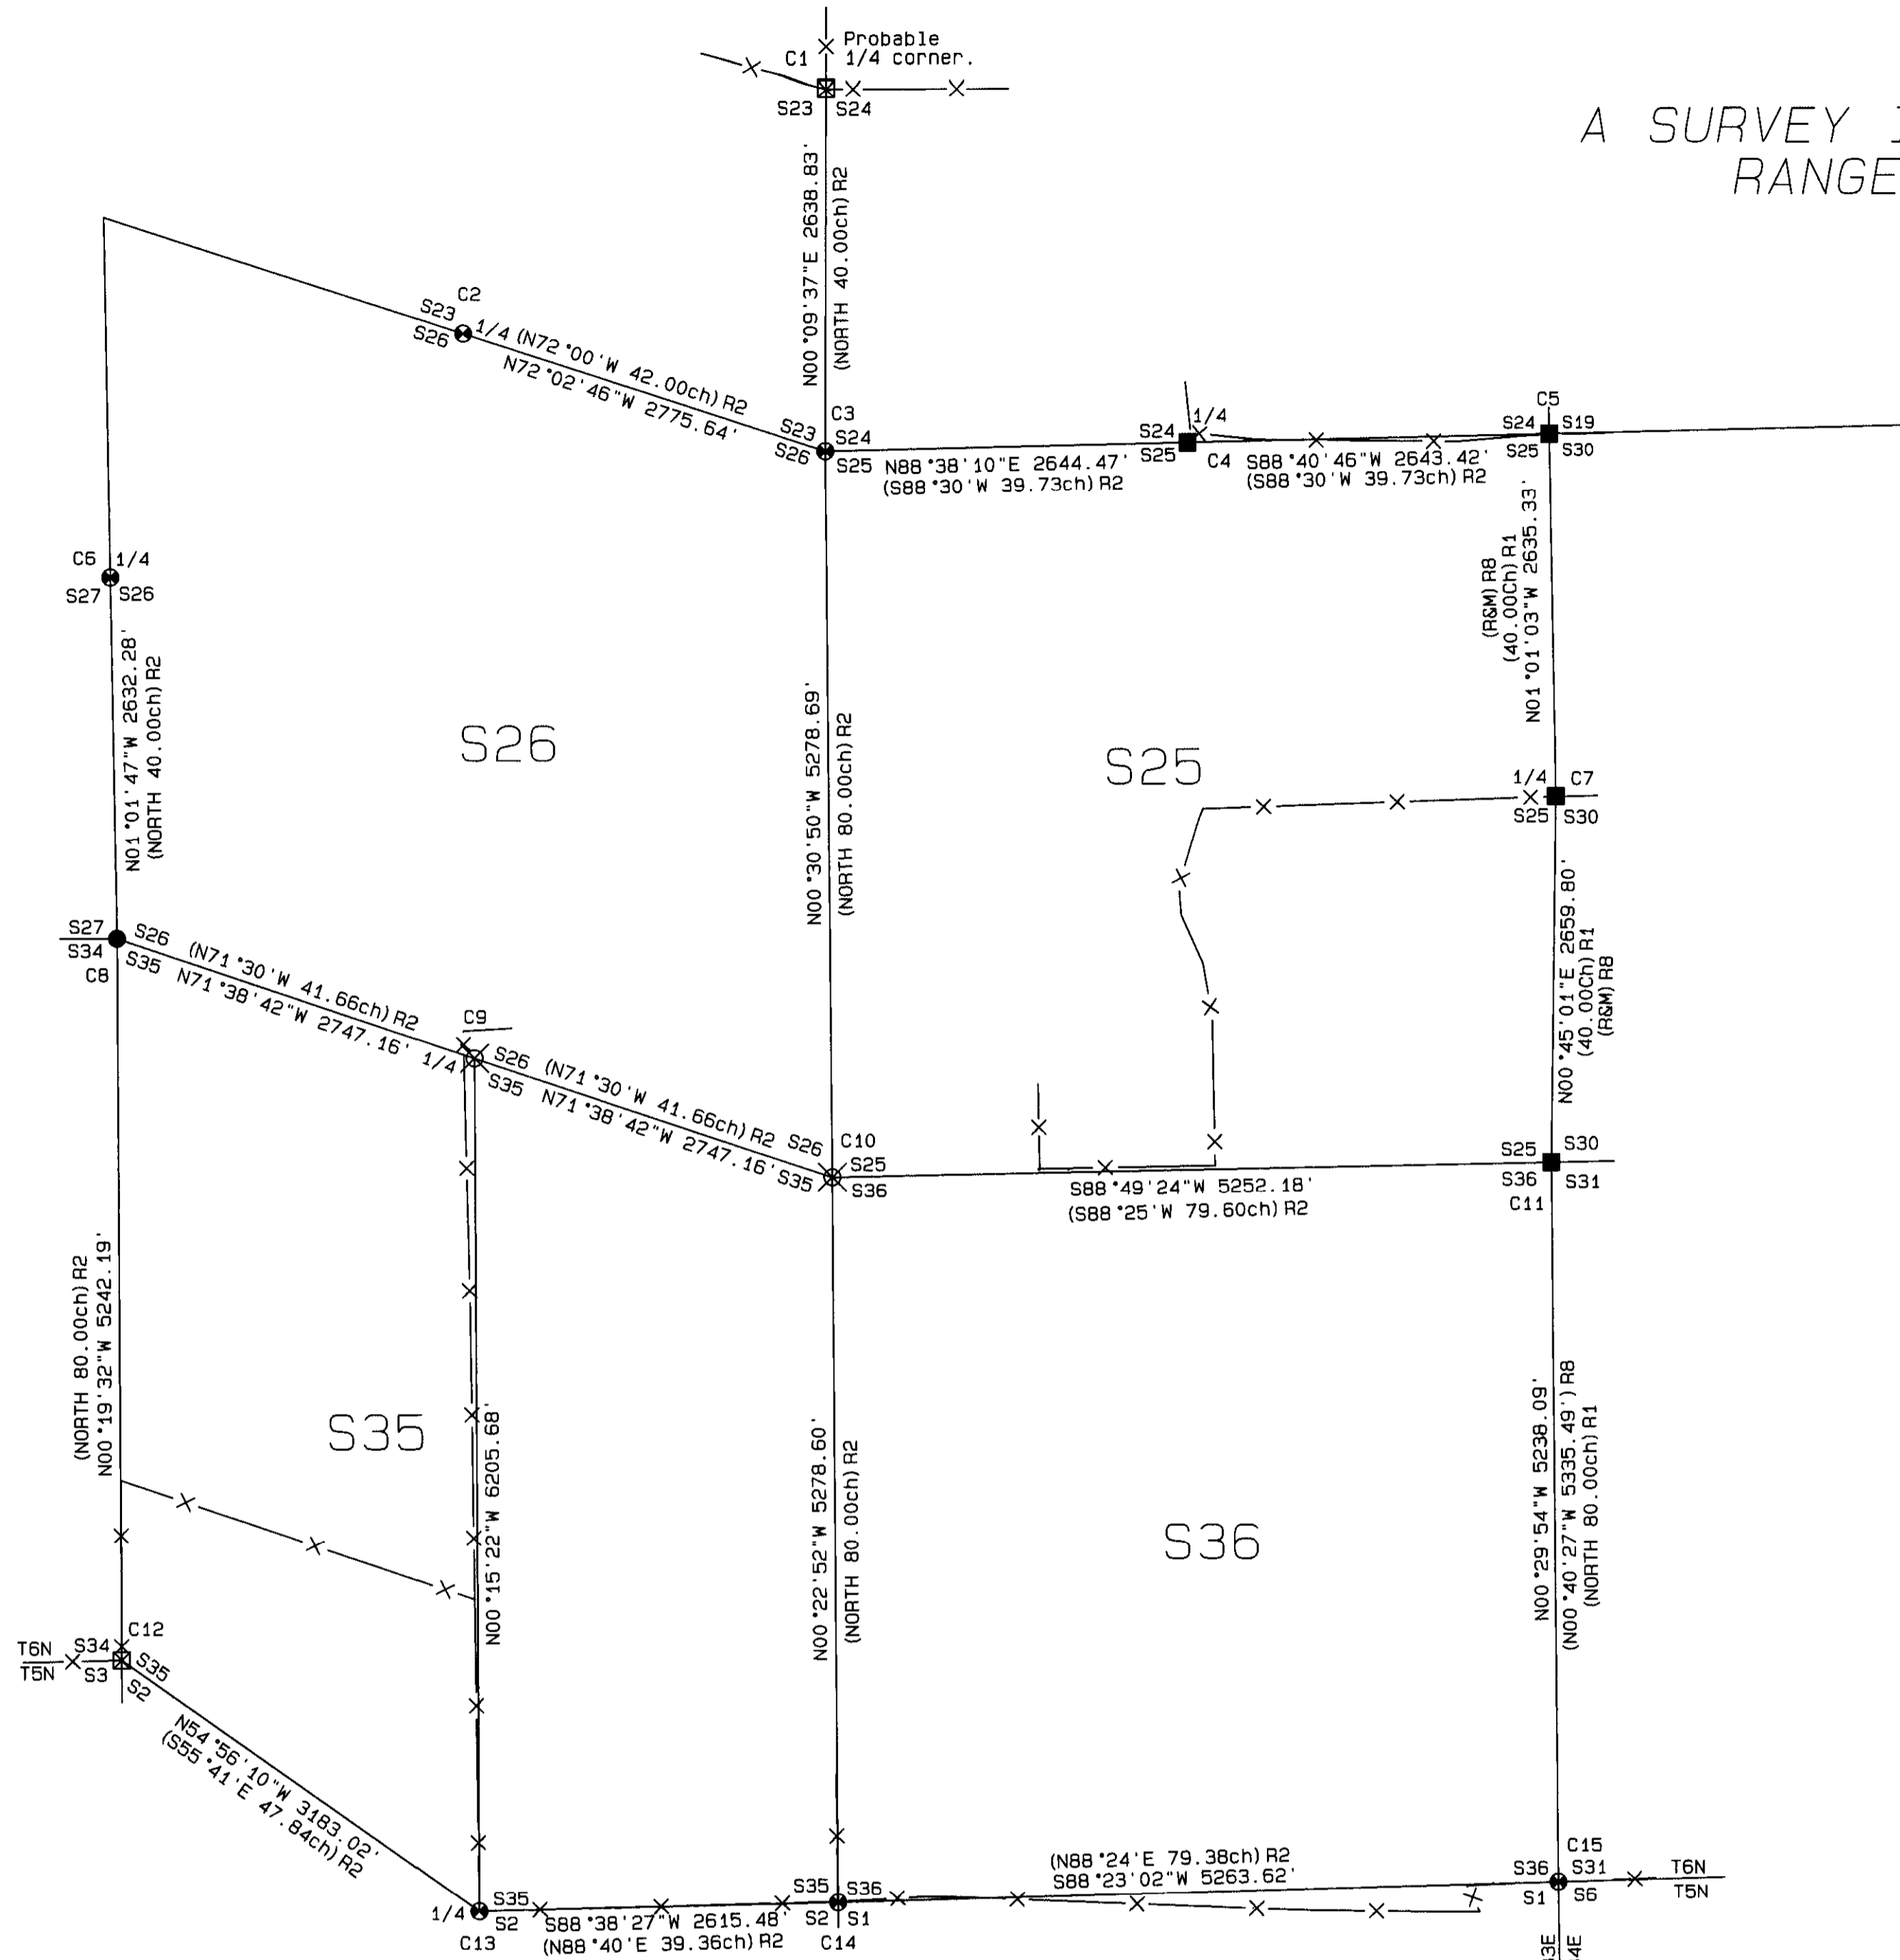 Probable
C1 1/4 corner.
S23 S24
A SURVEY
RANGE
N00°09'37"E 2638.83'
(NORTH 40.00ch) R2
C2
S23
S26
1/4 (N72°00'W 42.00ch) R2
N72°02'46"W 2775.64'
C3
S23 S24
S26 S25
N88°38'10"E 2644.47'
(S88°30'W 39.73ch) R2
1/4
S24
S25 C4
S88°40'46"W 2643.42'
(S88°30'W 39.73ch) R2
C5
S24 S19
S25 S30
(R&M) R8
(40.00Ch) R1
N01°01'03"W 2635.33'
C6 1/4
S27 S26
N01°01'47"W 2632.28'
(NORTH 40.00ch) R2
S26
N00°30'50"W 5278.69'
(NORTH 80.00ch) R2
S25
1/4 C7
S25 S30
N00°45'01"E 2659.80'
(40.00Ch) R1
(R&M) R8
S27 S26
S34 S35
C8
(N71°30'W 41.66ch) R2
N71°38'42"W 2747.16'
C9
1/4
S26
S35
(N71°30'W 41.66ch) R2
N71°38'42"W 2747.16'
C10
S26 S25
S35 S36
S88°49'24"W 5252.18'
(S88°25'W 79.60ch) R2
S25 S30
S36 S31
C11
(NORTH 80.00ch) R2
N00°19'32"W 5242.19'
S35
N00°15'22"W 6205.68'
N00°22'52"W 5278.60'
(NORTH 80.00ch) R2
S36
N00°29'54"W 5238.09'
(N00°40'27"W 5335.49') R8
(NORTH 80.00ch) R1
C12
T6N S34 S35
T5N S3 S2
N54°56'10"W 3183.02'
(S55°41'E 47.84ch) R2
S35
1/4 S2
C13
S88°38'27"W 2615.48'
(N88°40'E 39.36ch) R2
S35 S36
S2 S1
C14
(N88°24'E 79.38ch) R2
S88°23'02"W 5263.62'
C15
S36 S31 T6N
S1 S6 T5N
3E
4E